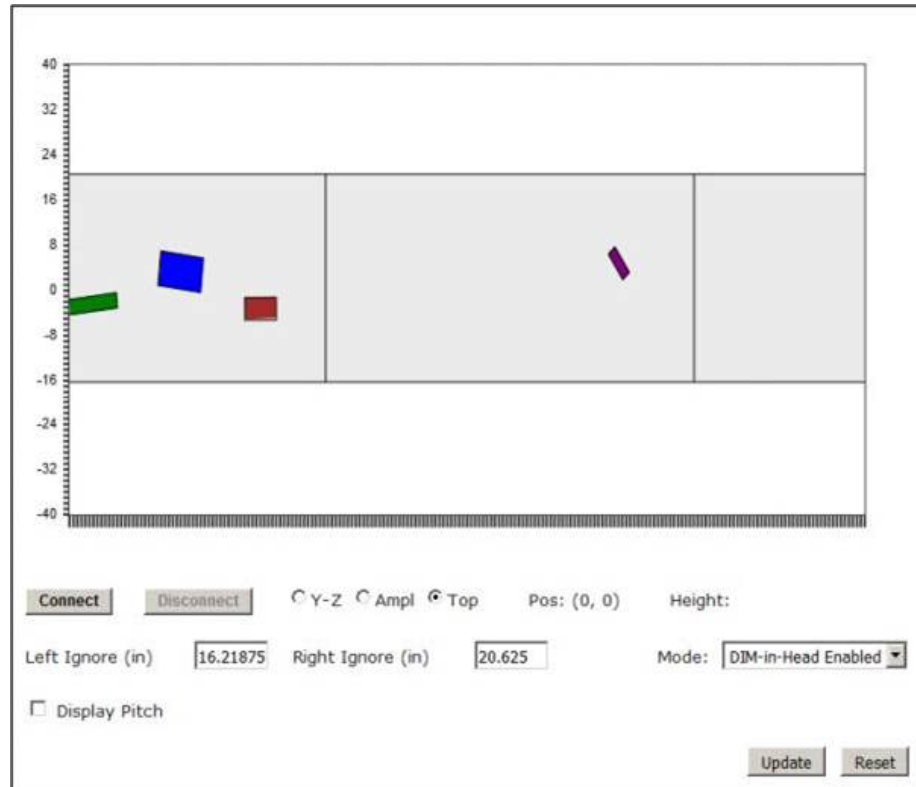 40
32
24
16
8
0
-8
-16
-24
-32
-40
Connect Disconnect Y-Z Ampl Top Pos: (0, 0) Height:
Left Ignore (in) 16.21875 Right Ignore (in) 20.625 Mode: DIM-in-Head Enabled
Display Pitch
Update Reset